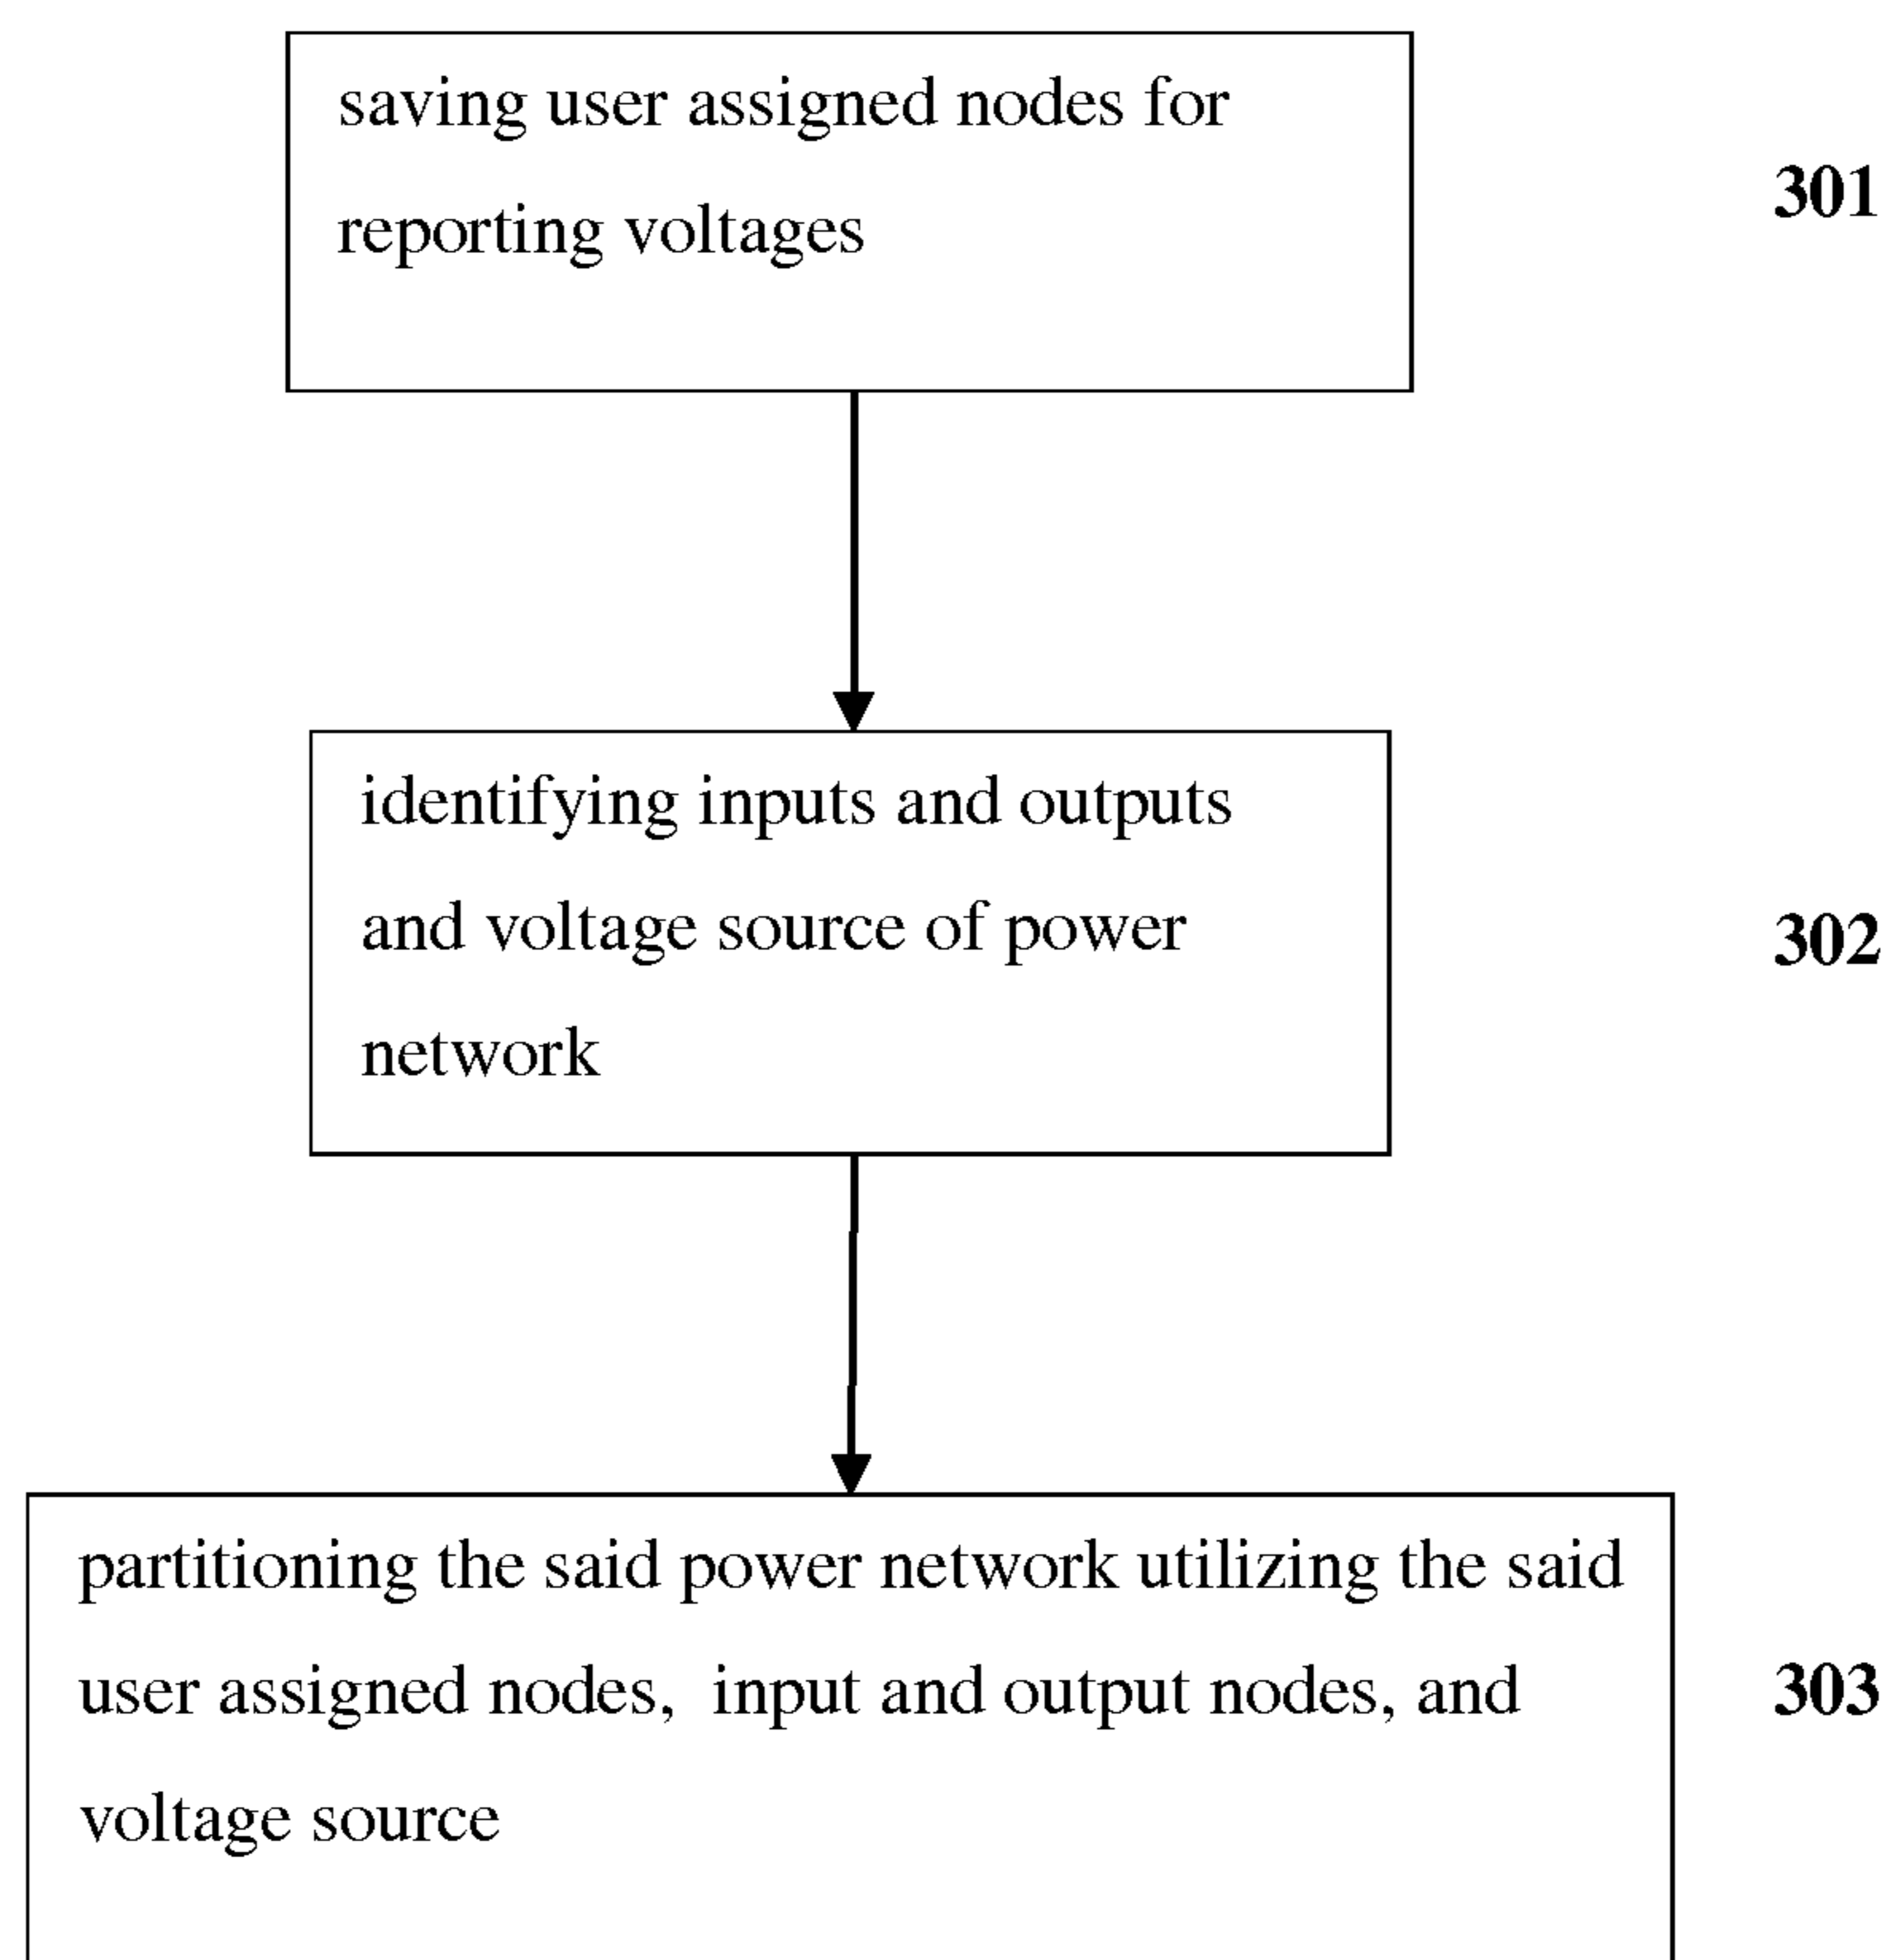 saving user assigned nodes for
reporting voltages
301
identifying inputs and outputs
and voltage source of power
network
302
partitioning the said power network utilizing the said
user assigned nodes,  input and output nodes, and
voltage source
303